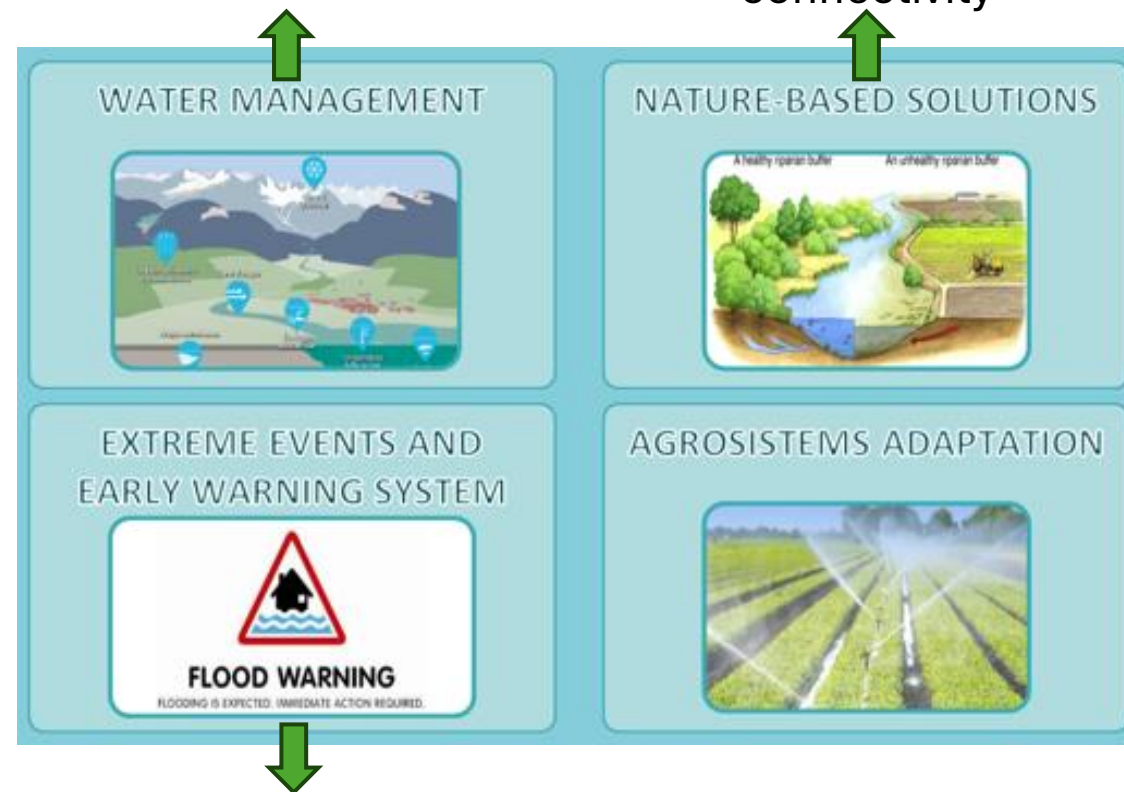 WATER MANAGEMENT
NATURE-BASED SOLUTIONS
A healthy riparian buffer
An unhealthy riparian buffer
EXTREME EVENTS AND
EARLY WARNING SYSTEM
FLOOD WARNING
FLOODING IS EXPECTED. IMMEDIATE ACTION REQUIRED.
AGROSISTEMS ADAPTATION